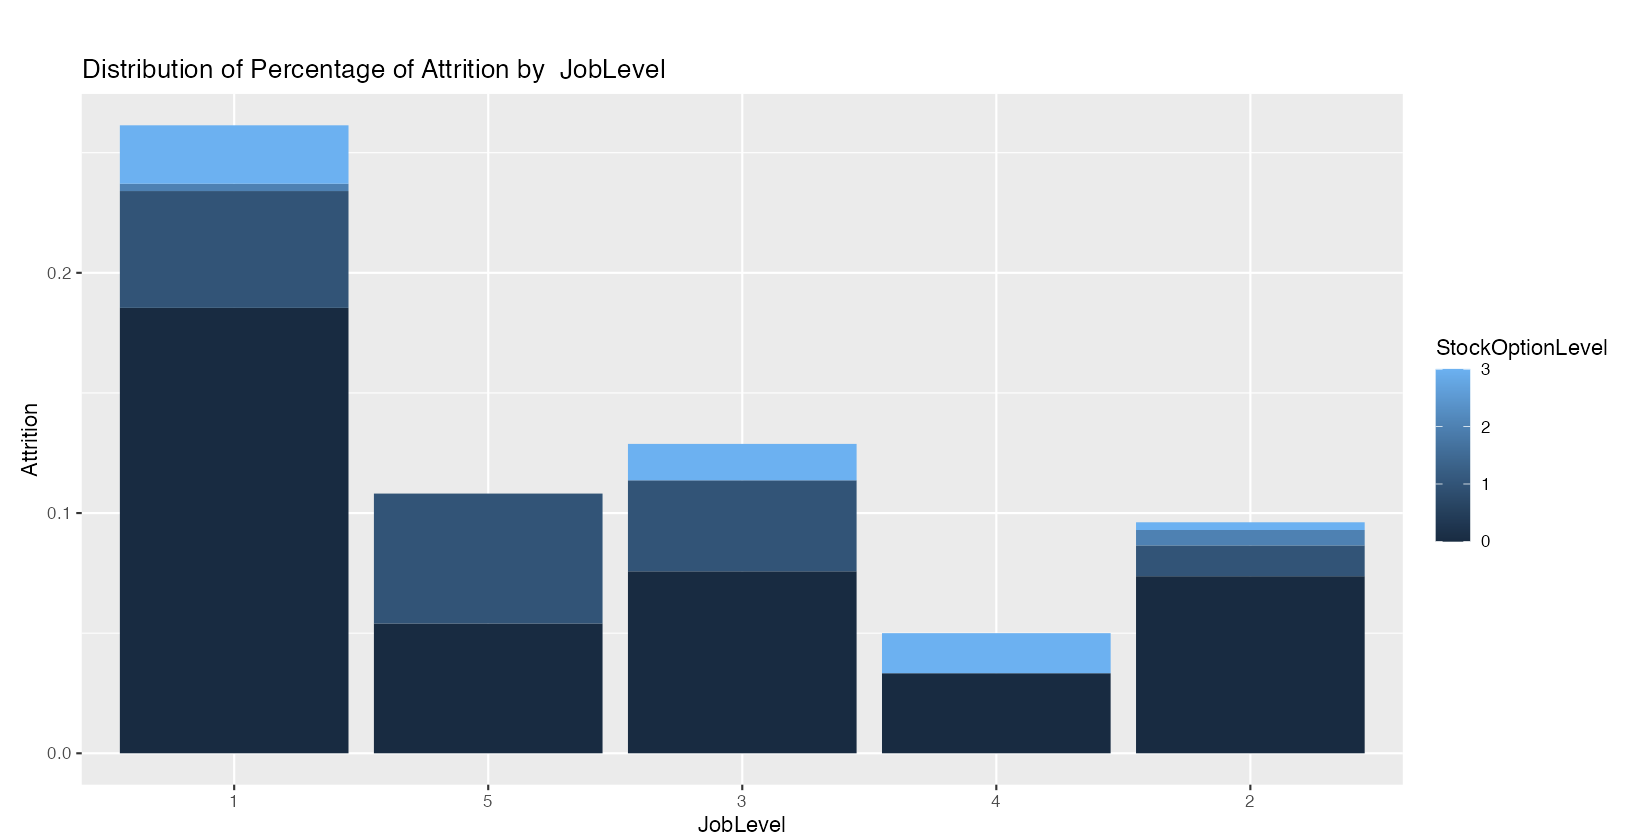 Distribution of Percentage of Attrition by  JobLevel
Attrition
0.2
0.1
0.0
1 5 3 4 2
JobLevel
StockOptionLevel
3
2
1
0